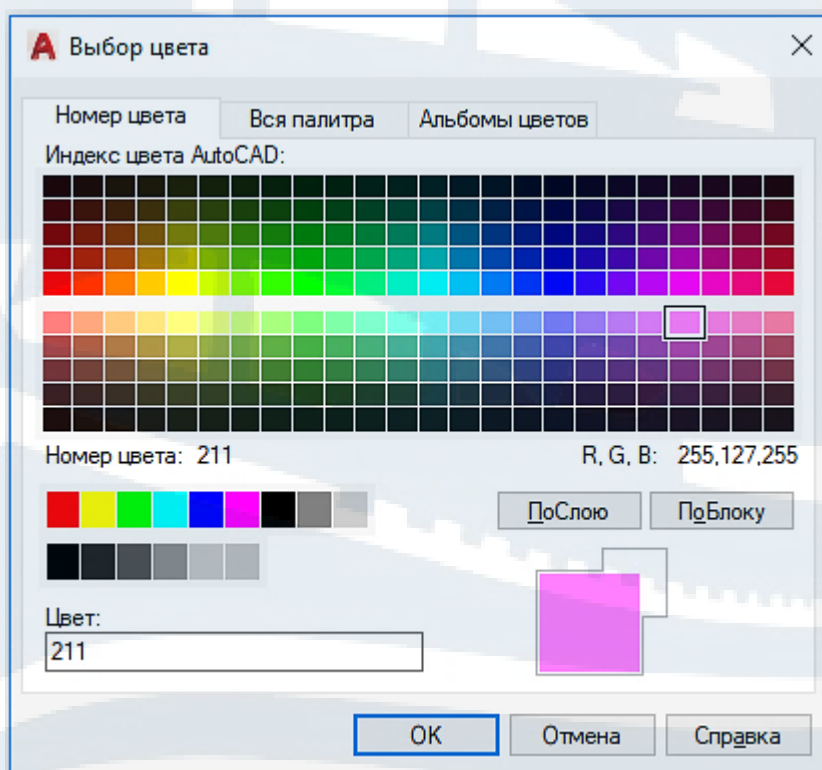 Выбор цвета
Номер цвета Вся палитра Альбомы цветов
Индекс цвета AutoCAD:
Номер цвета: 211 R, G, B: 255,127,255
ПоСлою ПоБлоку
Цвет:
211
OK Отмена Справка